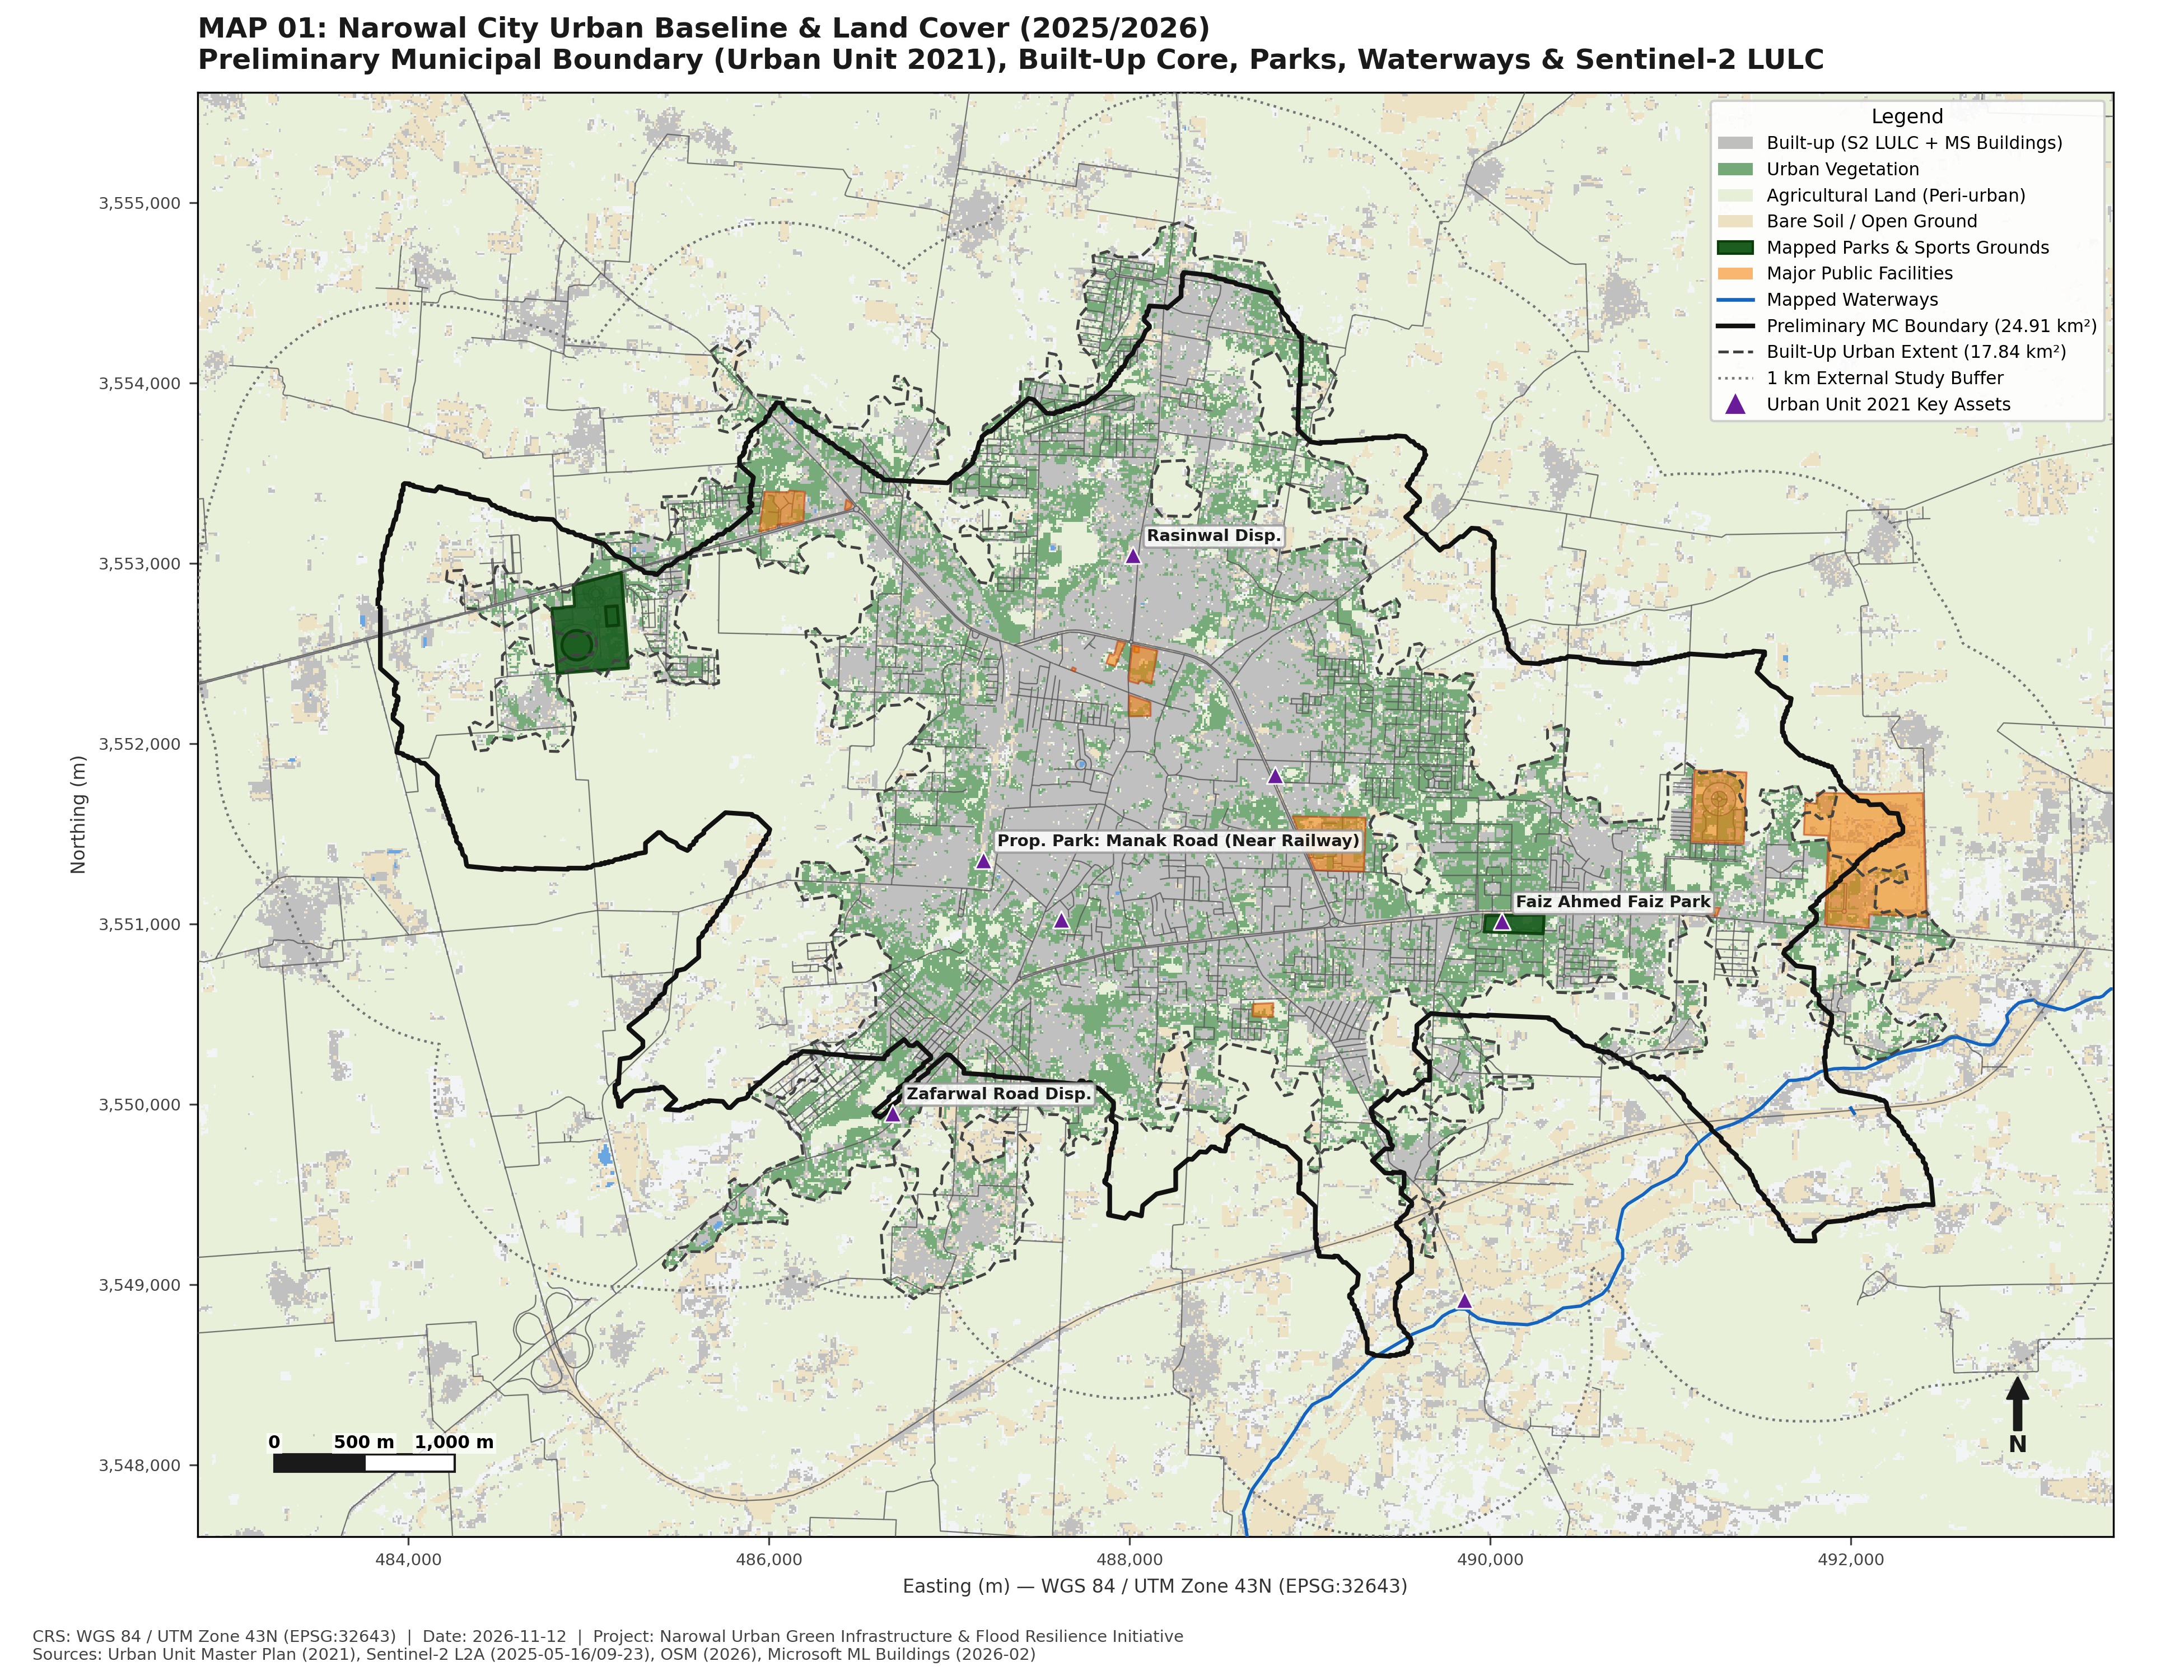 MAP 01: Narowal City Urban Baseline & Land Cover (2025/2026)
Preliminary Municipal Boundary (Urban Unit 2021), Built-Up Core, Parks, Waterways & Sentinel-2 LULC
Legend
Built-up (S2 LULC + MS Buildings)
Urban Vegetation
Agricultural Land (Peri-urban)
Bare Soil / Open Ground
Mapped Parks & Sports Grounds
Major Public Facilities
Mapped Waterways
Preliminary MC Boundary (24.91 km²)
Built-Up Urban Extent (17.84 km²)
1 km External Study Buffer
Urban Unit 2021 Key Assets
3,555,000
3,554,000
3,553,000
3,552,000
3,551,000
3,550,000
3,549,000
3,548,000
Northing (m)
Rasinwal Disp.
Prop. Park: Manak Road (Near Railway)
Faiz Ahmed Faiz Park
Zafarwal Road Disp.
0 500 m 1,000 m
N
484,000 486,000 488,000 490,000 492,000
Easting (m) — WGS 84 / UTM Zone 43N (EPSG:32643)
CRS: WGS 84 / UTM Zone 43N (EPSG:32643) | Date: 2026-11-12 | Project: Narowal Urban Green Infrastructure & Flood Resilience Initiative
Sources: Urban Unit Master Plan (2021), Sentinel-2 L2A (2025-05-16/09-23), OSM (2026), Microsoft ML Buildings (2026-02)